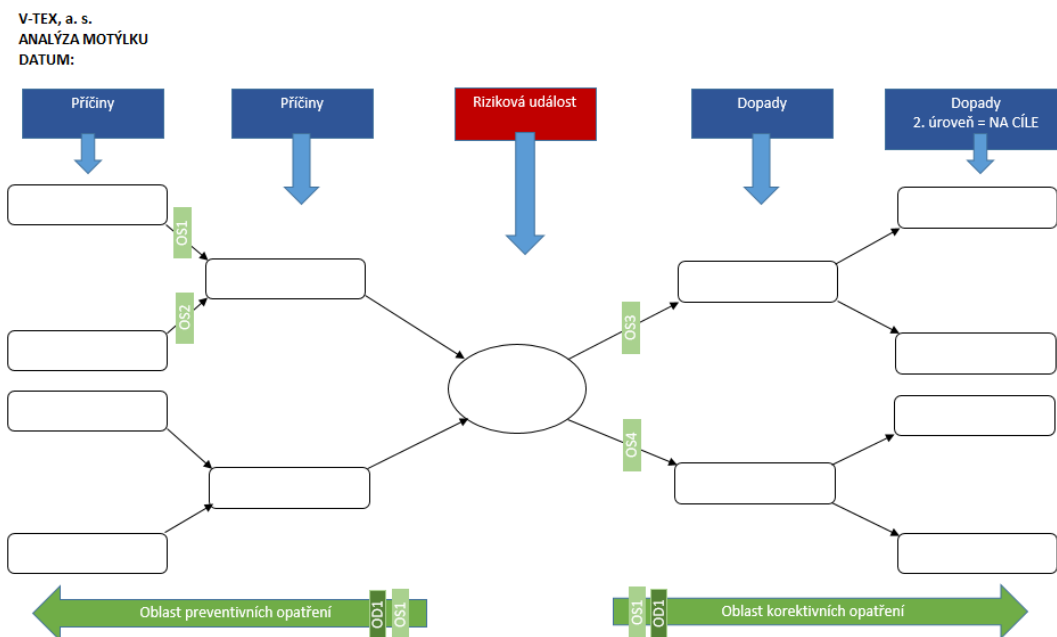 V-TEX, a. s.
ANALÝZA MOTÝLKU
DATUM:
Příčiny
Příčiny
Riziková událost
Dopady
Dopady
2. úroveň = NA CÍLE
OS1
OS2
OS3
OS4
Oblast preventivních opatření
OD1
OS1
OS1
OD1
Oblast korektivních opatření